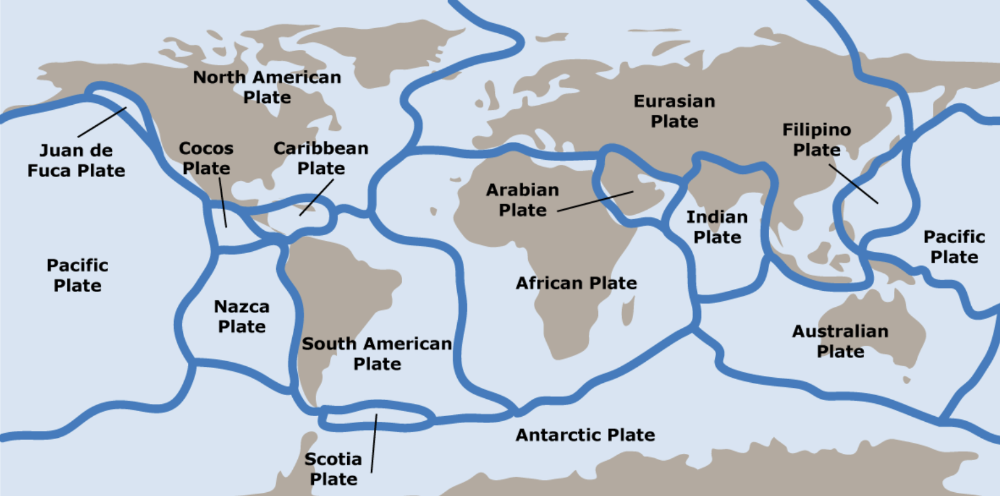 North American
Plate
Eurasian
Plate
Filipino
Plate
Juan de
Fuca Plate
Cocos
Plate
Caribbean
Plate
Arabian
Plate
Indian
Plate
Pacific
Plate
Pacific
Plate
African Plate
Nazca
Plate
South American
Plate
Australian
Plate
Antarctic Plate
Scotia
Plate